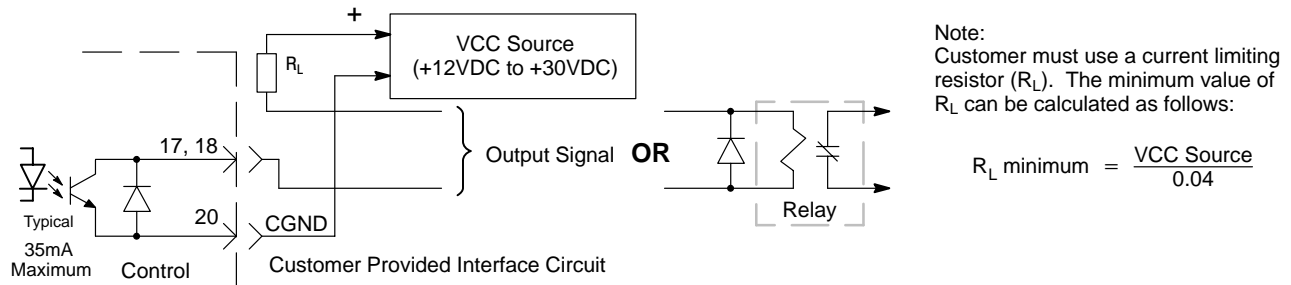 +
VCC Source
(+12VDC to +30VDC)
RL
17, 18
Output Signal OR
20
CGND
Typical
35mA
Maximum
Control
Customer Provided Interface Circuit
Relay
Note:
Customer must use a current limiting
resistor (RL). The minimum value of
RL can be calculated as follows:
RL minimum = VCC Source
0.04